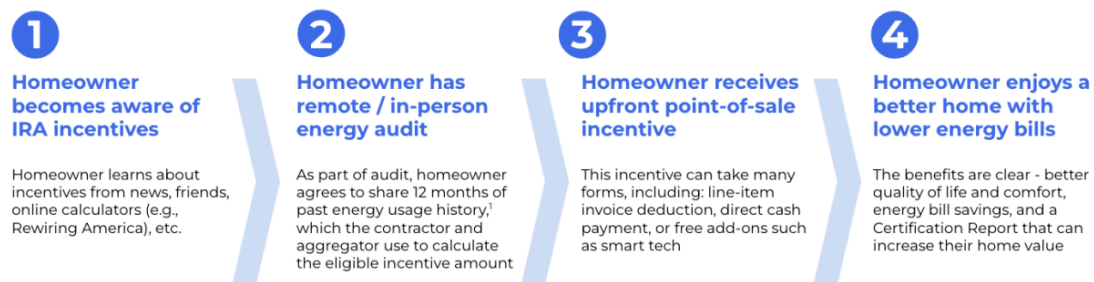 1
Homeowner
becomes aware of
IRA incentives
Homeowner learns about
incentives from news, friends,
online calculators (e.g.,
Rewiring America), etc.
2
Homeowner has
remote / in-person
energy audit
As part of audit, homeowner
agrees to share 12 months of
past energy usage history,¹
which the contractor and
aggregator use to calculate
the eligible incentive amount
3
Homeowner receives
upfront point-of-sale
incentive
This incentive can take many
forms, including: line-item
invoice deduction, direct cash
payment, or free add-ons such
as smart tech
4
Homeowner enjoys a
better home with
lower energy bills
The benefits are clear - better
quality of life and comfort,
energy bill savings, and a
Certification Report that can
increase their home value